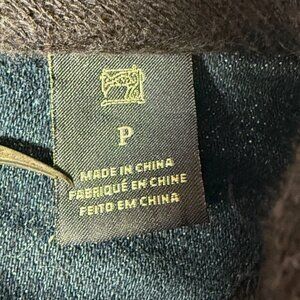 P
MADE IN CHINA
FABRIQUÉ EN CHINE
FEITO EM CHINA